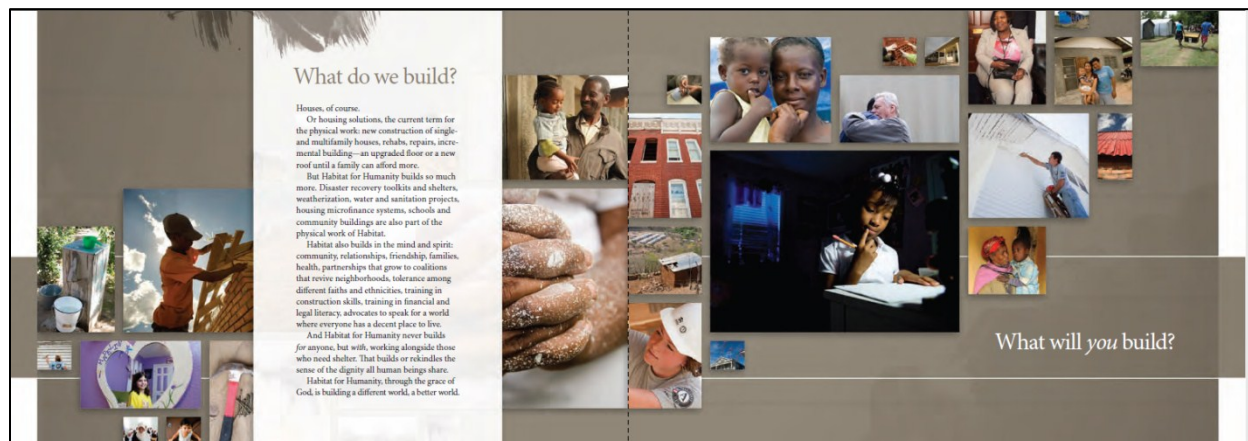 What do we build?
Houses, of course.
Or housing solutions, the current term for
the physical work: new construction of single-
and multifamily houses, rehabs, repairs, incre-
mental building—an upgraded floor or a new
roof until a family can afford more.
But Habitat for Humanity builds so much
more. Disaster recovery toolkits and shelters,
weatherization, water and sanitation projects,
housing microfinance systems, schools and
community buildings are also part of the
physical work of Habitat.
Habitat also builds in the mind and spirit:
community, relationships, friendship, families,
health, partnerships that grow to coalitions
that revive neighborhoods, tolerance among
different faiths and ethnicities, training in
construction skills, training in financial and
legal literacy, advocates to speak for a world
where everyone has a decent place to live.
And Habitat for Humanity never builds
for anyone, but with, working alongside those
who need shelter. That builds or rekindles the
sense of the dignity all human beings share.
Habitat for Humanity, through the grace of
God, is building a different world, a better world.
What will you build?